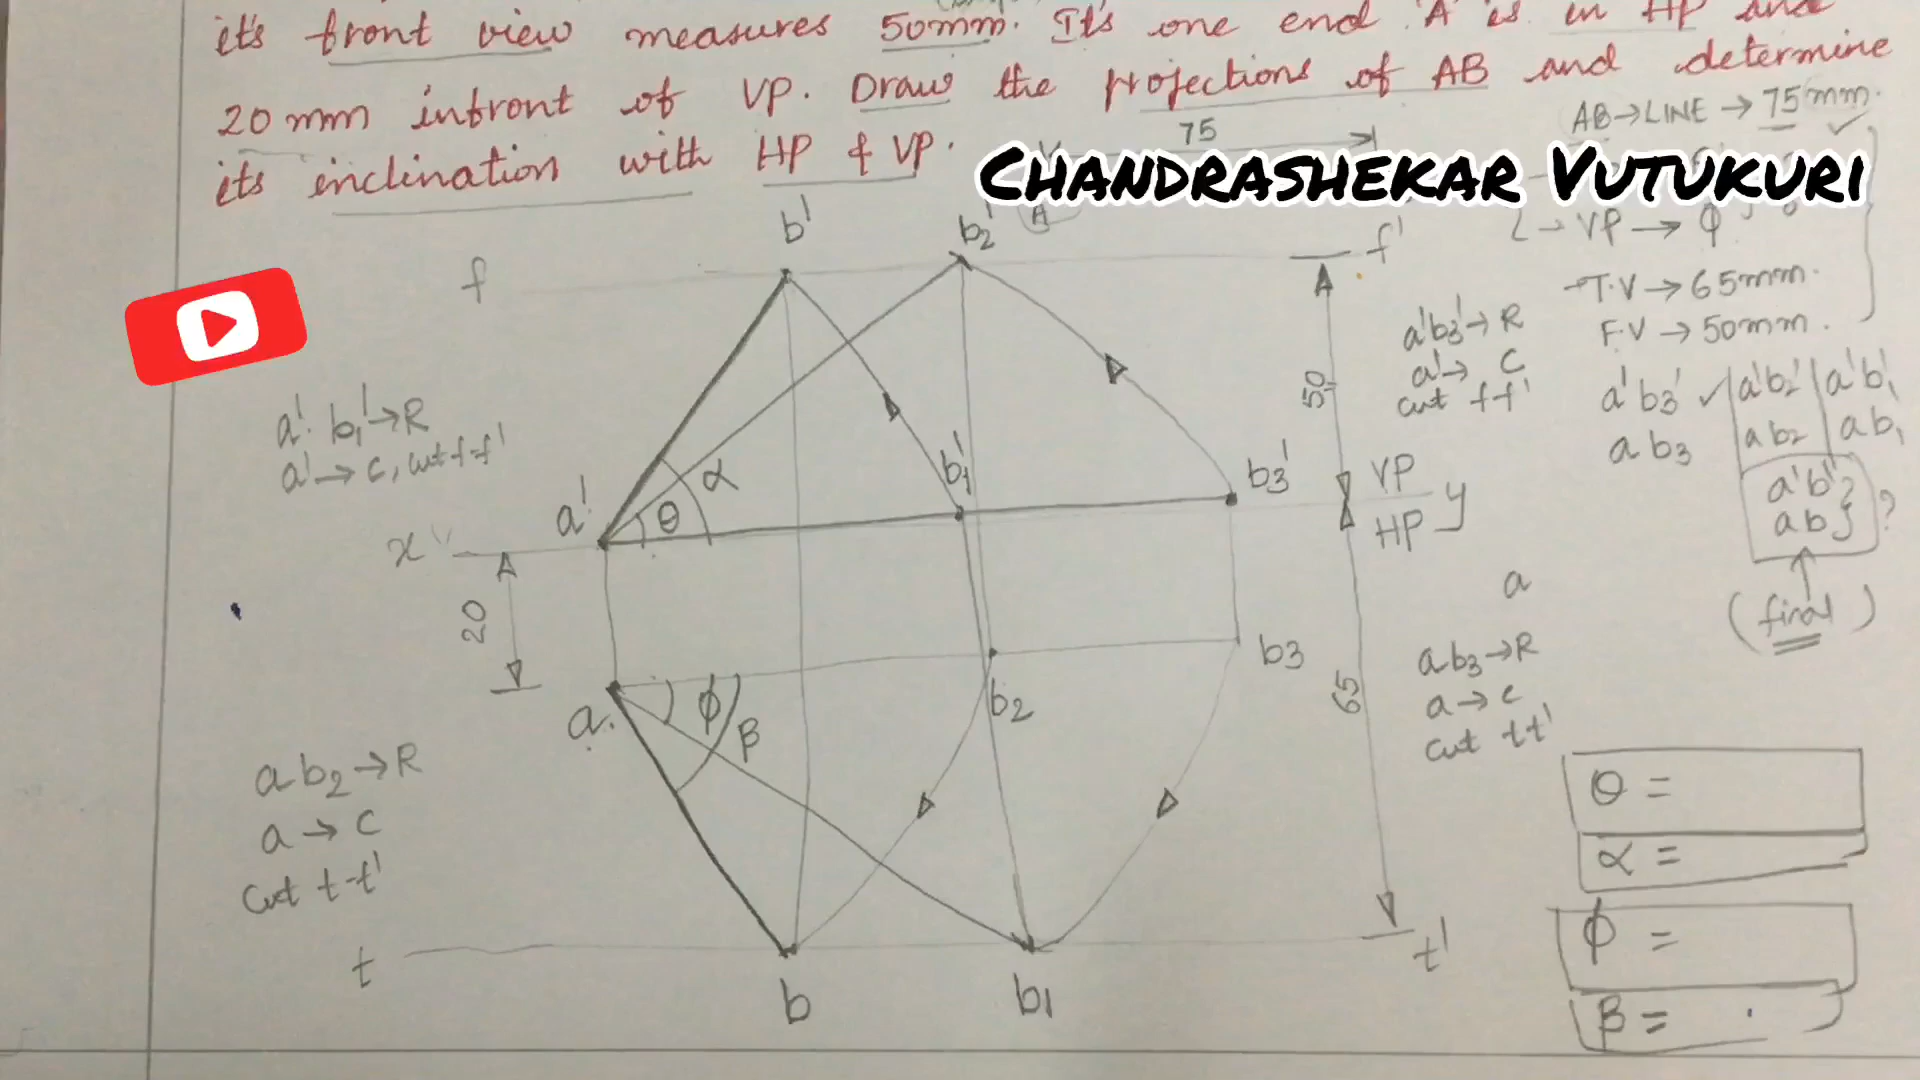 it's front view measures 50mm. It's one end 'A' is in HP and
20mm infront of VP. Draw the projections of AB and determine
its inclination with HP & VP.
AB→LINE→75mm.
75
CHANDRASHEKAR VUTUKURI
∠→VP→φ
b'
b2'
A
f
f'
T.V→65mm.
F.V→50mm.
a'b3'→R
a'→C
cut f-f'
50
a'b3' ✓ a'b2' a'b1'
ab3 ab2 ab1
a'b' }
ab } ?
(final)
a'b1'→R
a'→C, cut f-f'
a'
θ
α
b1'
b3'
VP
HP
x
y
20
a
b2
b3
a.
φ
β
65
ab3→R
a→c
cut tt'
ab2→R
a→C
cut t-t'
θ =
α =
φ =
β =
t
t'
b
b1